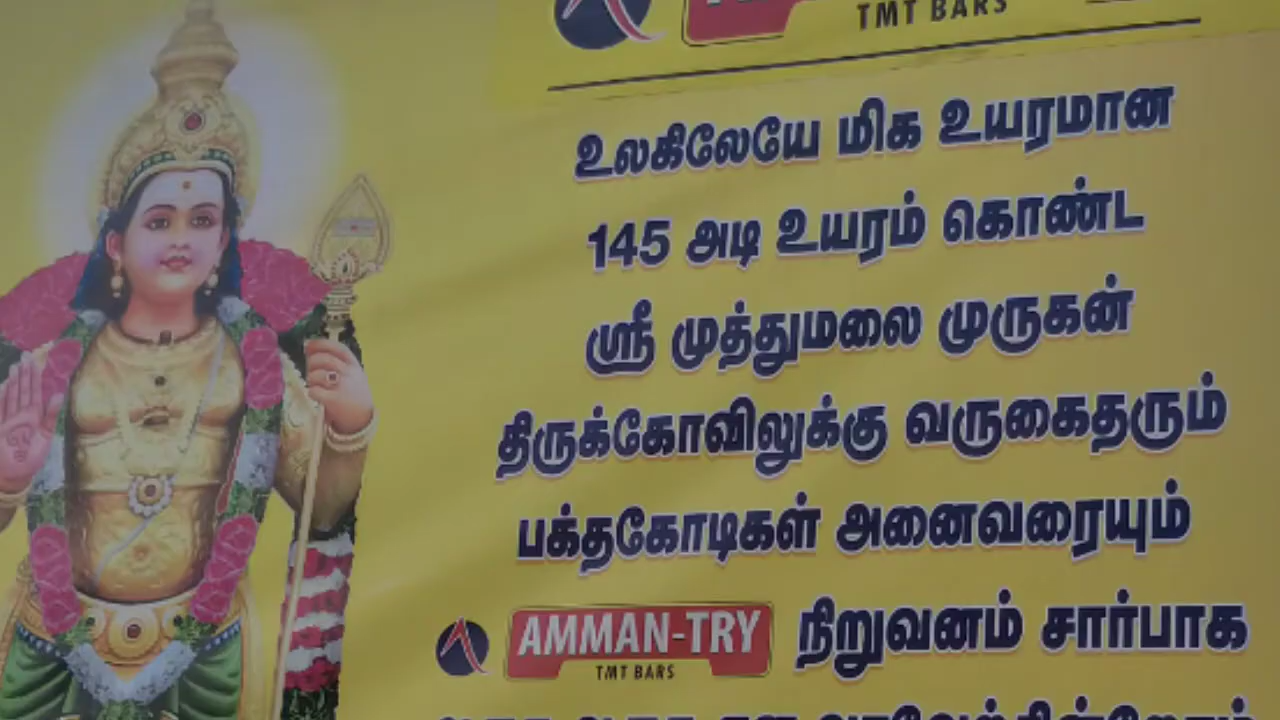 TMT BARS
உலகிலேயே மிக உயரமான
145 அடி உயரம் கொண்ட
ஸ்ரீ முத்துமலை முருகன்
திருக்கோவிலுக்கு வருகைதரும்
பக்தகோடிகள் அனைவரையும்
AMMAN-TRY நிறுவனம் சார்பாக
TMT BARS